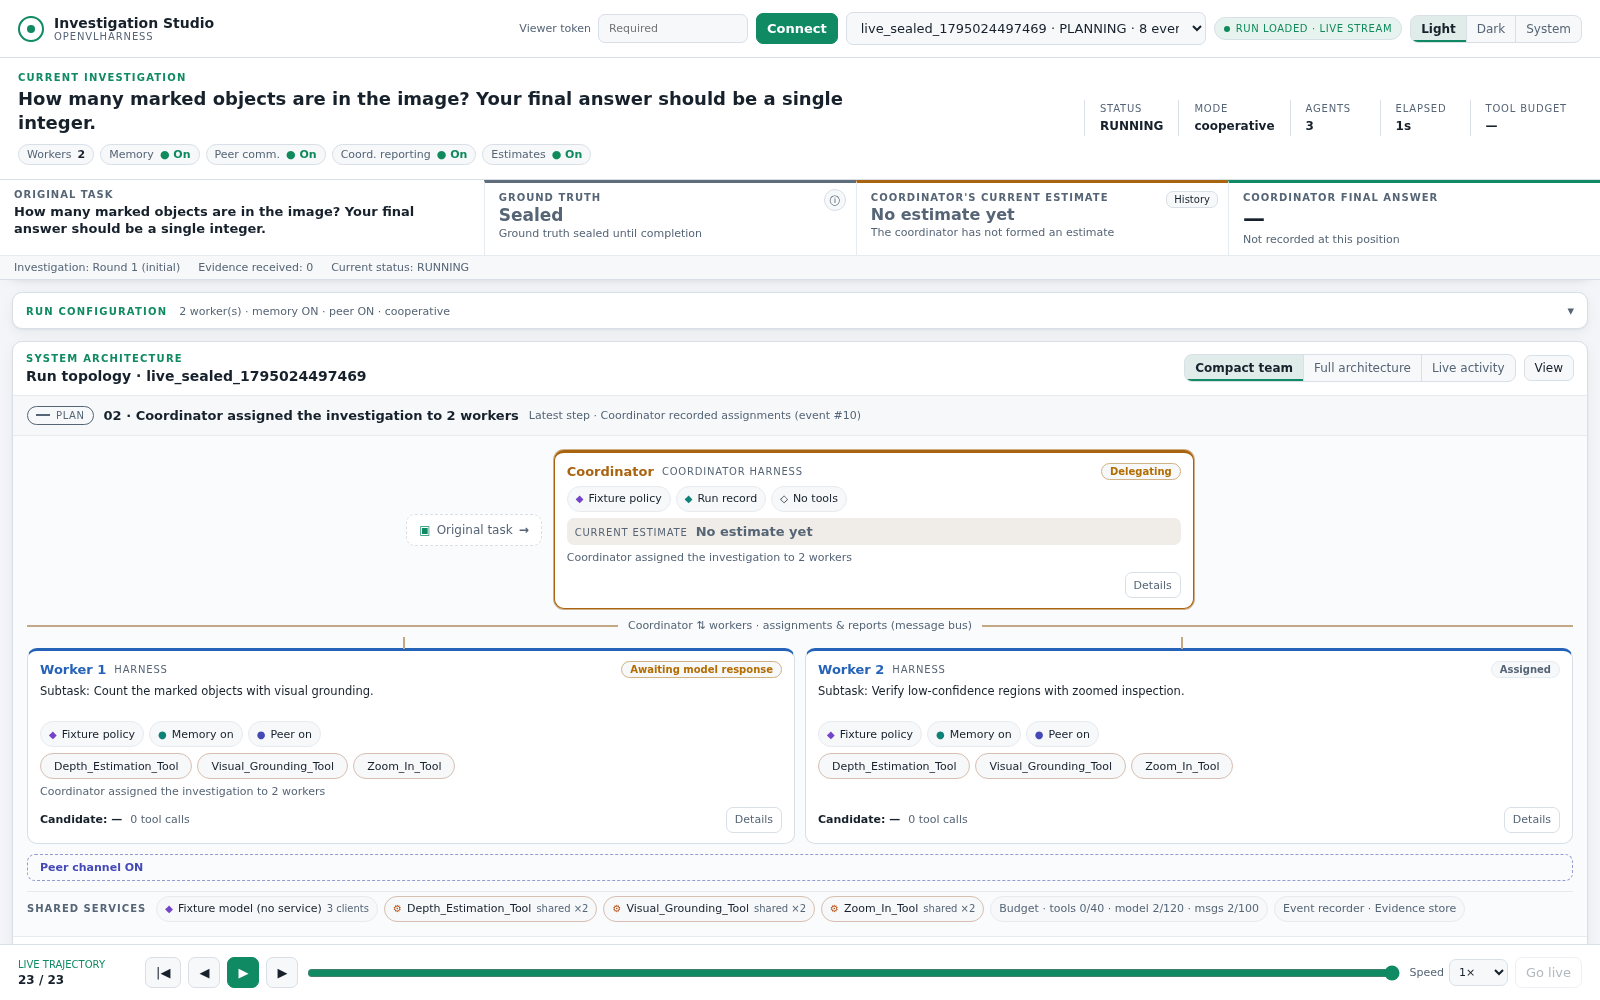 Investigation Studio
OPENVLHARNESS
Viewer token Required Connect live_sealed_1795024497469 · PLANNING · 8 ever RUN LOADED · LIVE STREAM Light Dark System
CURRENT INVESTIGATION
How many marked objects are in the image? Your final answer should be a single
integer.
STATUS MODE AGENTS ELAPSED TOOL BUDGET
RUNNING cooperative 3 1s —
Workers 2 Memory ● On Peer comm. ● On Coord. reporting ● On Estimates ● On
ORIGINAL TASK
How many marked objects are in the image? Your final
answer should be a single integer.
GROUND TRUTH ⓘ
Sealed
Ground truth sealed until completion
COORDINATOR'S CURRENT ESTIMATE History
No estimate yet
The coordinator has not formed an estimate
COORDINATOR FINAL ANSWER
—
Not recorded at this position
Investigation: Round 1 (initial) Evidence received: 0 Current status: RUNNING
RUN CONFIGURATION 2 worker(s) · memory ON · peer ON · cooperative ▾
SYSTEM ARCHITECTURE
Run topology · live_sealed_1795024497469
Compact team Full architecture Live activity View
PLAN 02 · Coordinator assigned the investigation to 2 workers Latest step · Coordinator recorded assignments (event #10)
▣ Original task →
Coordinator COORDINATOR HARNESS Delegating
◆ Fixture policy ◆ Run record ◇ No tools
CURRENT ESTIMATE No estimate yet
Coordinator assigned the investigation to 2 workers
Details
Coordinator ⇅ workers · assignments & reports (message bus)
Worker 1 HARNESS Awaiting model response
Subtask: Count the marked objects with visual grounding.
◆ Fixture policy ● Memory on ● Peer on
Depth_Estimation_Tool Visual_Grounding_Tool Zoom_In_Tool
Coordinator assigned the investigation to 2 workers
Candidate: — 0 tool calls Details
Worker 2 HARNESS Assigned
Subtask: Verify low-confidence regions with zoomed inspection.
◆ Fixture policy ● Memory on ● Peer on
Depth_Estimation_Tool Visual_Grounding_Tool Zoom_In_Tool
Candidate: — 0 tool calls Details
Peer channel ON
SHARED SERVICES ◆ Fixture model (no service) 3 clients ⚙ Depth_Estimation_Tool shared ×2 ⚙ Visual_Grounding_Tool shared ×2 ⚙ Zoom_In_Tool shared ×2 Budget · tools 0/40 · model 2/120 · msgs 2/100 Event recorder · Evidence store
LIVE TRAJECTORY
23 / 23
|◀ ◀ ▶ ▶ Speed 1× Go live